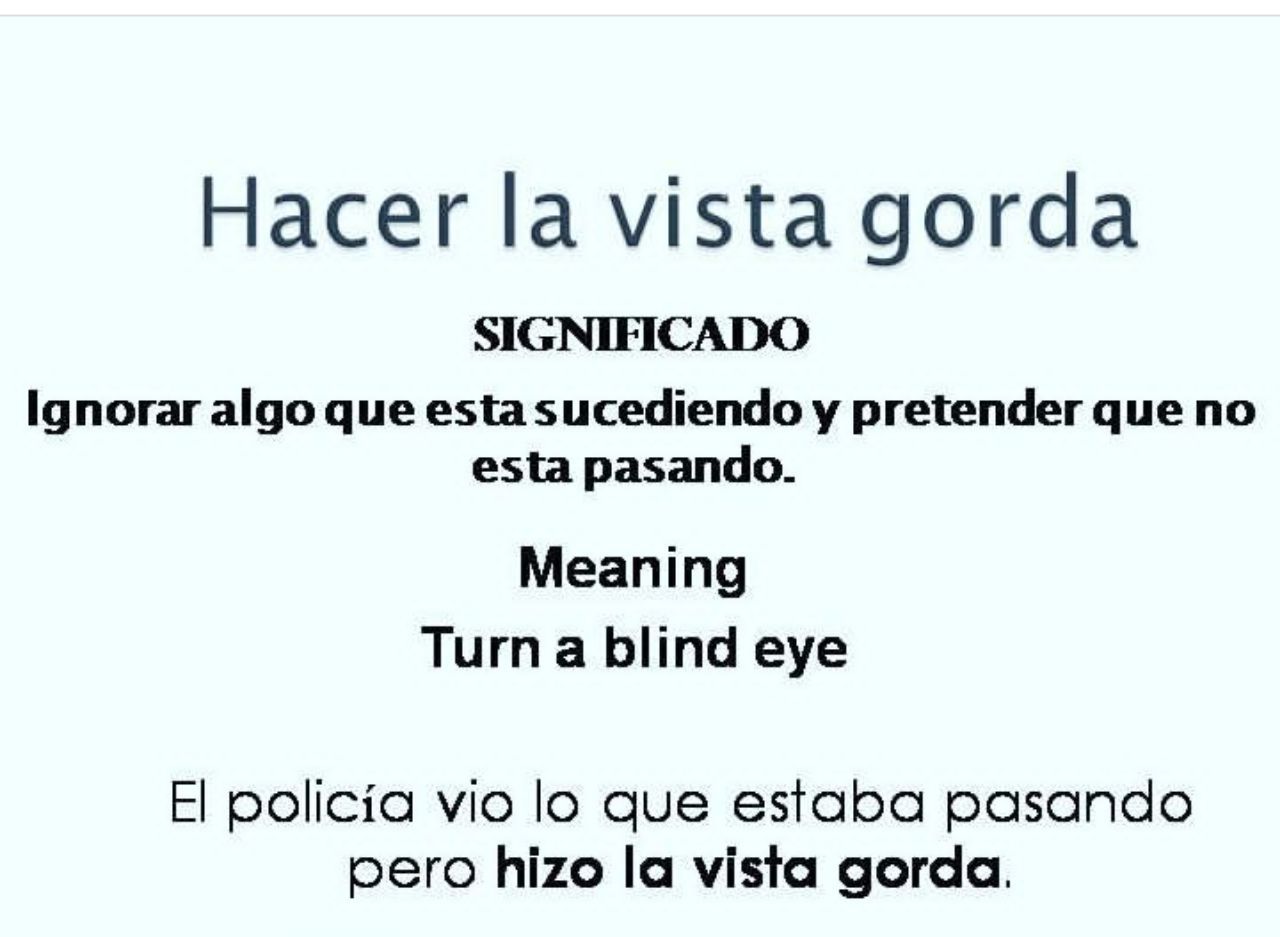 Hacer la vista gorda
SIGNIFICADO
Ignorar algo que esta sucediendo y pretender que no
esta pasando.
Meaning
Turn a blind eye
El policía vio lo que estaba pasando
pero hizo la vista gorda.